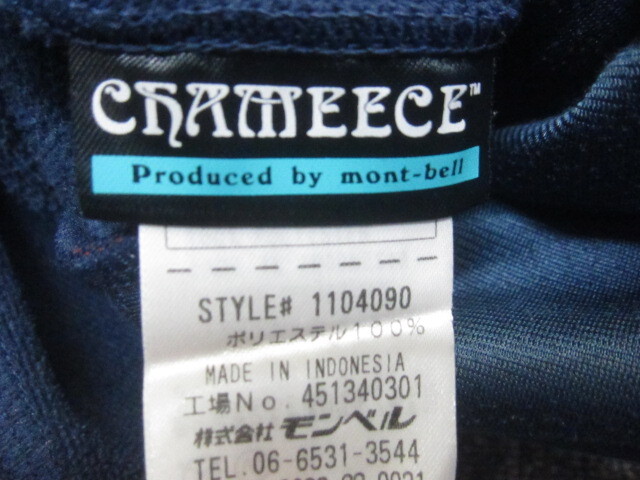 CHAMEECE™
Produced by mont-bell
STYLE# 1104090
ポリエステル100%
MADE IN INDONESIA
工場No. 451340301
株式会社 モンベル
TEL. 06-6531-3544